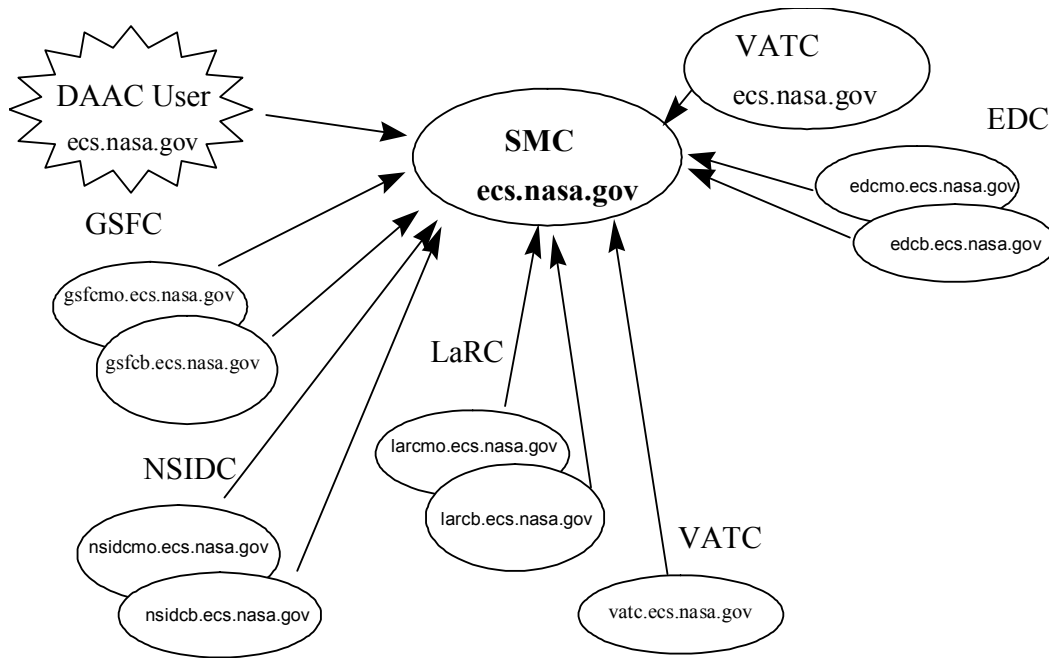 DAAC User
ecs.nasa.gov
VATC
ecs.nasa.gov
SMC
ecs.nasa.gov
EDC
edcmo.ecs.nasa.gov
edcb.ecs.nasa.gov
GSFC
gsfcmo.ecs.nasa.gov
gsfcb.ecs.nasa.gov
LaRC
larcmo.ecs.nasa.gov
larcb.ecs.nasa.gov
NSIDC
nsidcmo.ecs.nasa.gov
nsidcb.ecs.nasa.gov
VATC
vatc.ecs.nasa.gov